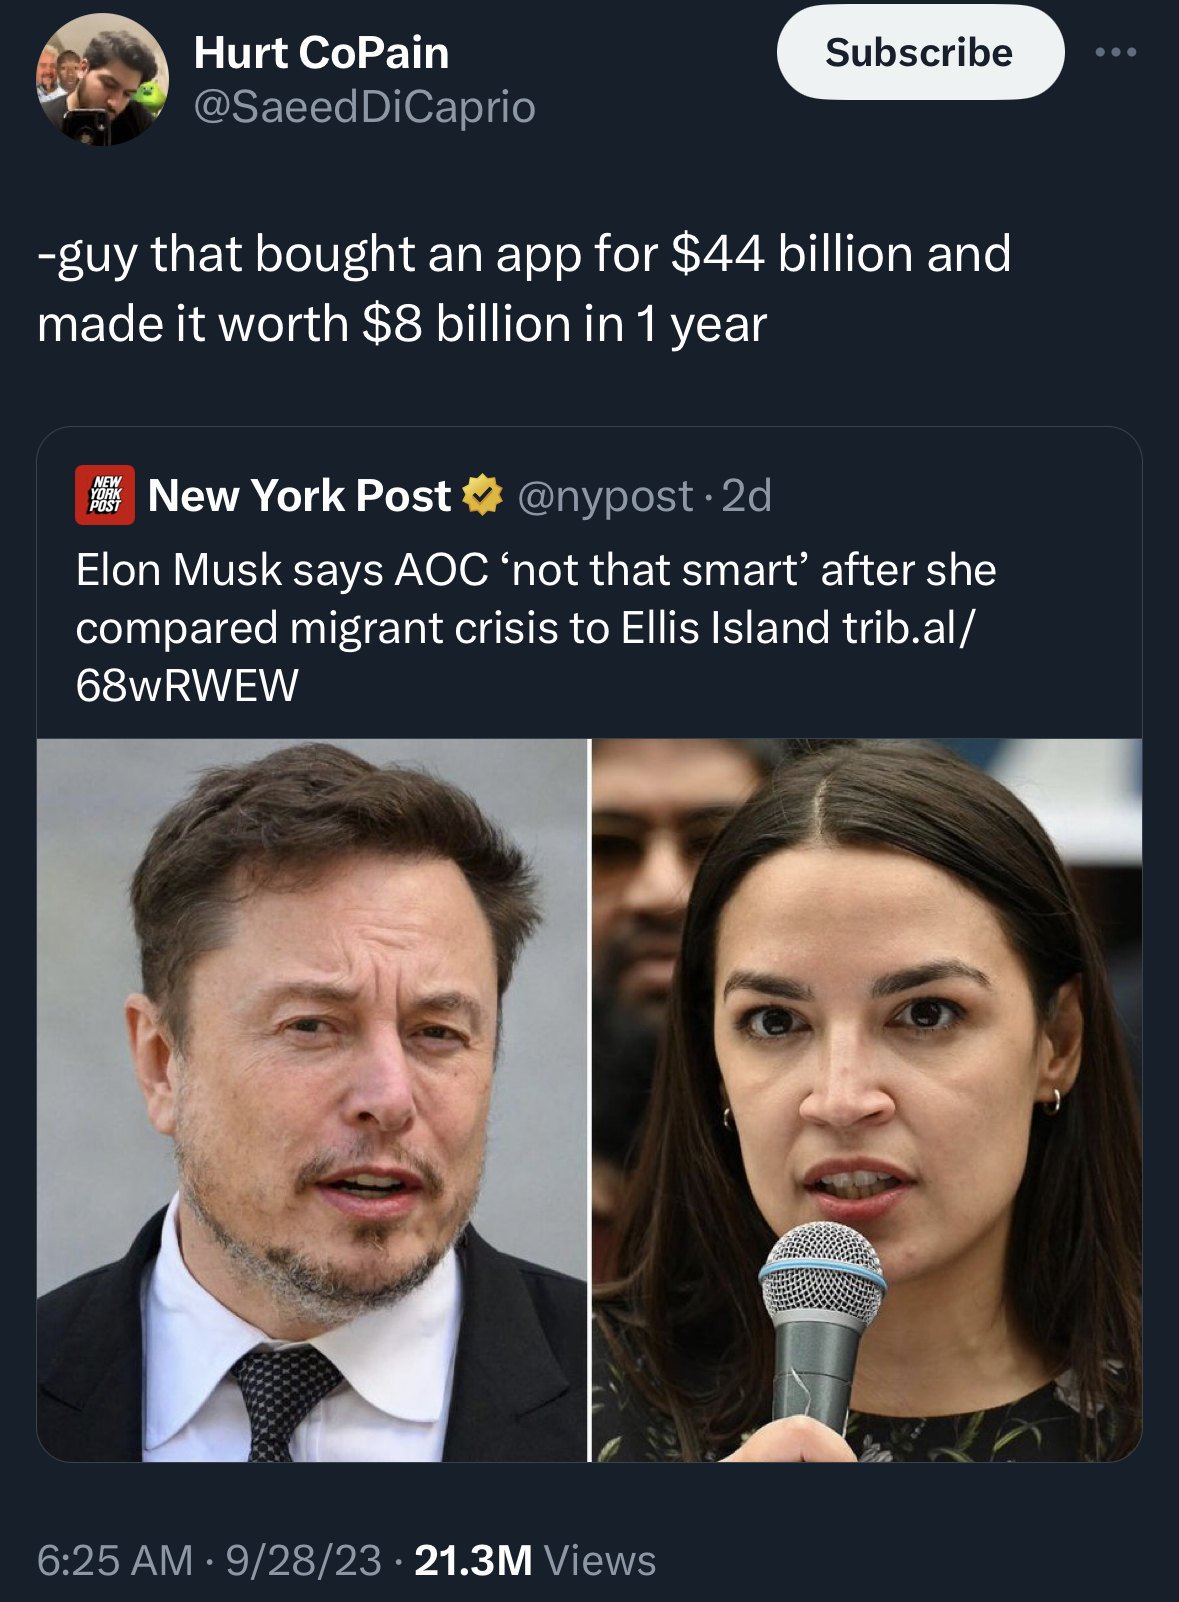 Hurt CoPain
@SaeedDiCaprio
Subscribe
-guy that bought an app for $44 billion and
made it worth $8 billion in 1 year
NEW
YORK
POST
New York Post @nypost · 2d
Elon Musk says AOC ‘not that smart’ after she
compared migrant crisis to Ellis Island trib.al/
68wRWEW
6:25 AM · 9/28/23 · 21.3M Views